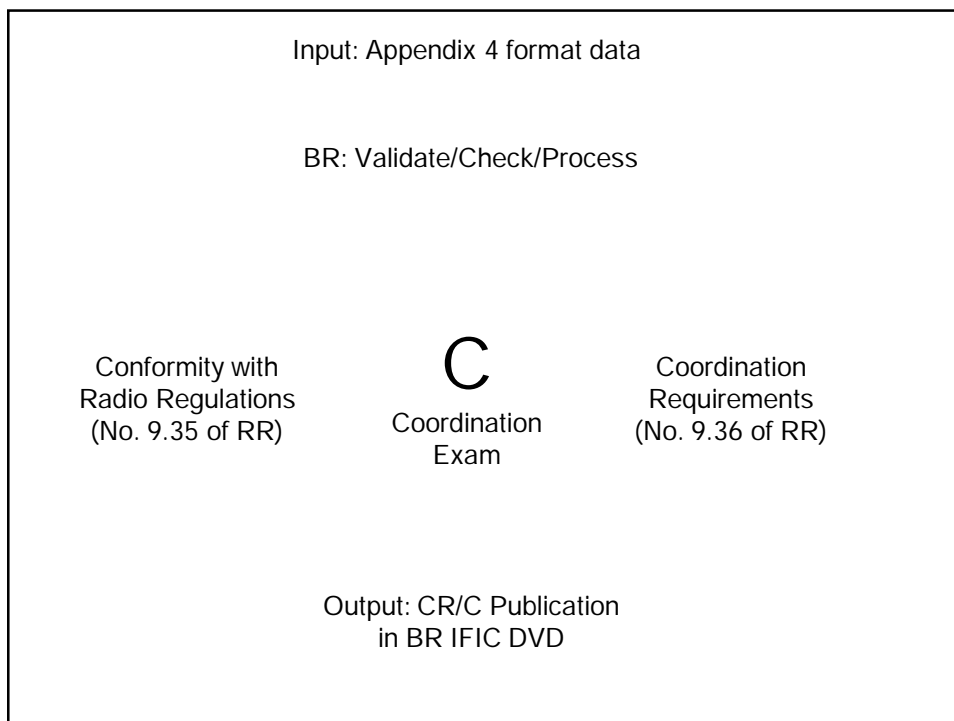 Input: Appendix 4 format data
BR: Validate/Check/Process
Conformity with
Radio Regulations
(No. 9.35 of RR)
C
Coordination
Exam
Coordination
Requirements
(No. 9.36 of RR)
Output: CR/C Publication
in BR IFIC DVD